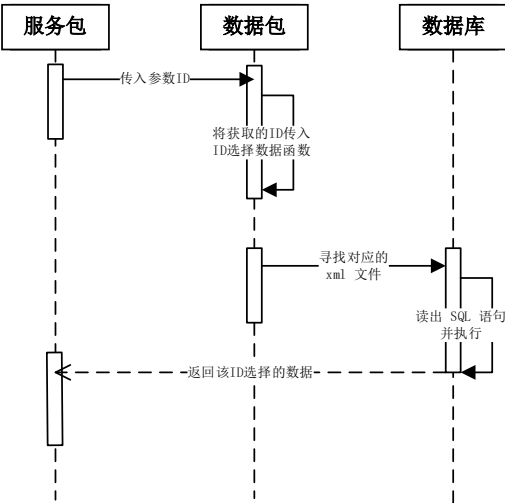 服务包
数据包
数据库
传入参数ID
将获取的ID传入
ID选择数据函数
寻找对应的
xml 文件
读出 SQL 语句
并执行
返回该ID选择的数据